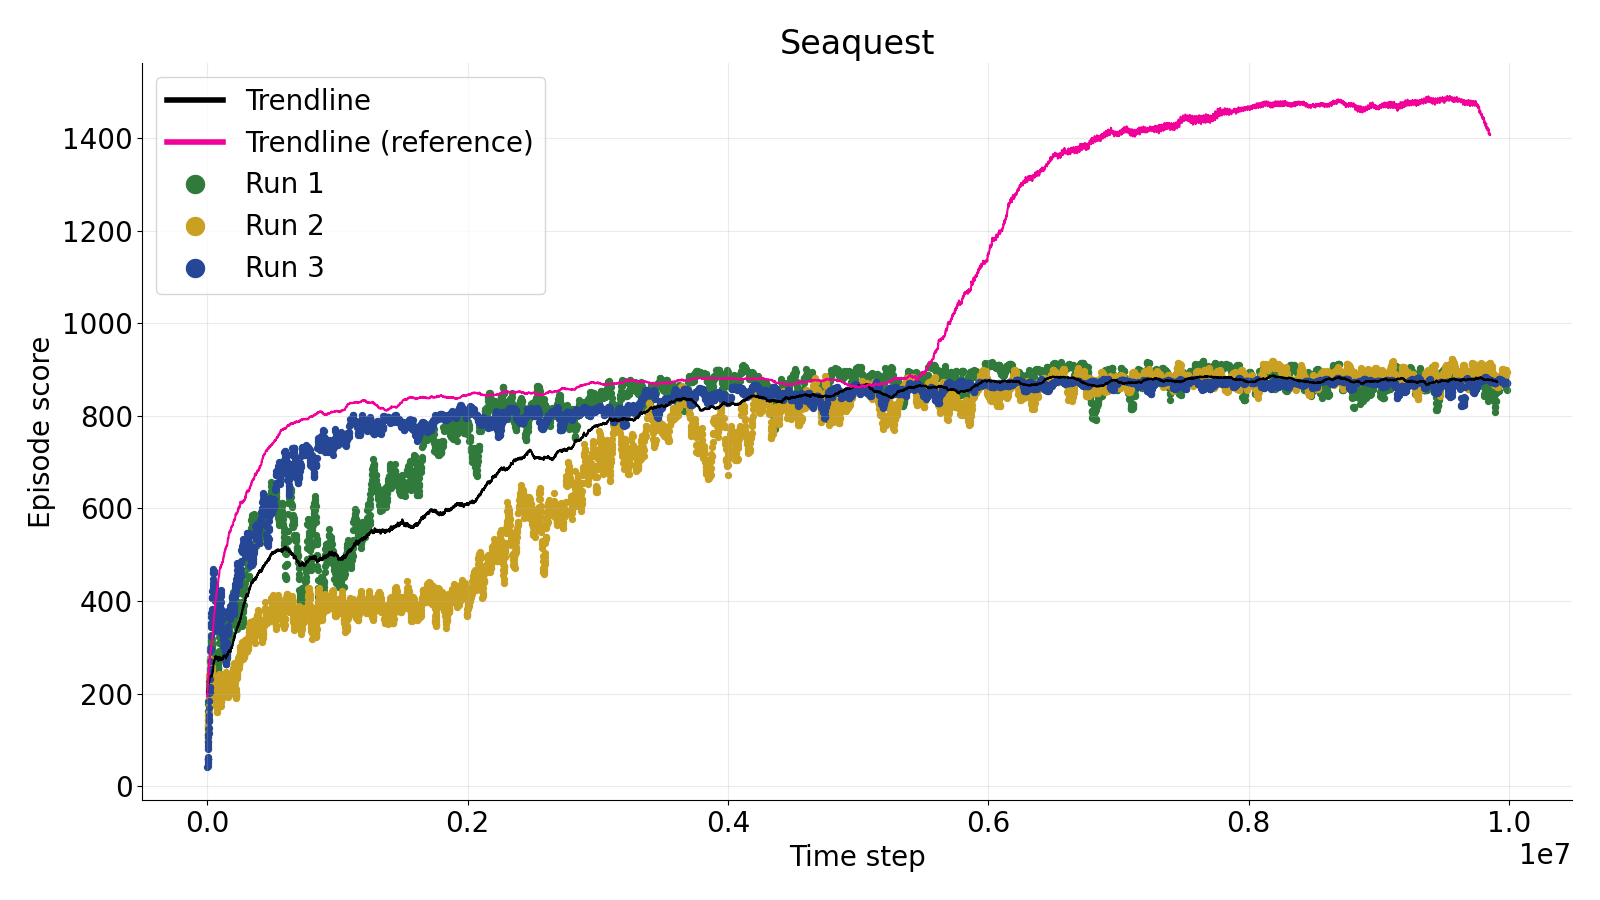 Seaquest
Trendline
Trendline (reference)
Run 1
Run 2
Run 3
Episode score
1400
1200
1000
800
600
400
200
0
0.0 0.2 0.4 0.6 0.8 1.0
1e7
Time step